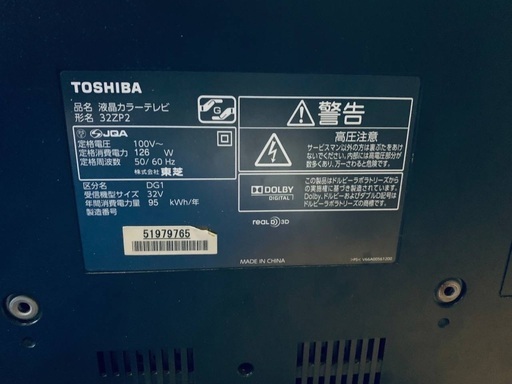 TOSHIBA
品名 液晶カラーテレビ
形名 32ZP2
G
JQA
定格電圧 100V~
定格消費電力 126 W
定格周波数 50/60 Hz
株式会社 東芝
区分名 DG1
受信機型サイズ 32V
年間消費電力量 95 kWh/年
製造番号
51979765
警告
高圧注意
サービスマン以外の方は裏ぶたをあけ
ないでください。内部には高電圧部分が
数多くあり、万一さわると危険です。
DOLBY
DIGITAL
この製品はドルビーラボラトリーズから
の実施権に基づき製造されています。
Dolby、ドルビーおよびダブルD記号は
ドルビーラボラトリーズの商標です。
REAL D 3D
MADE IN CHINA